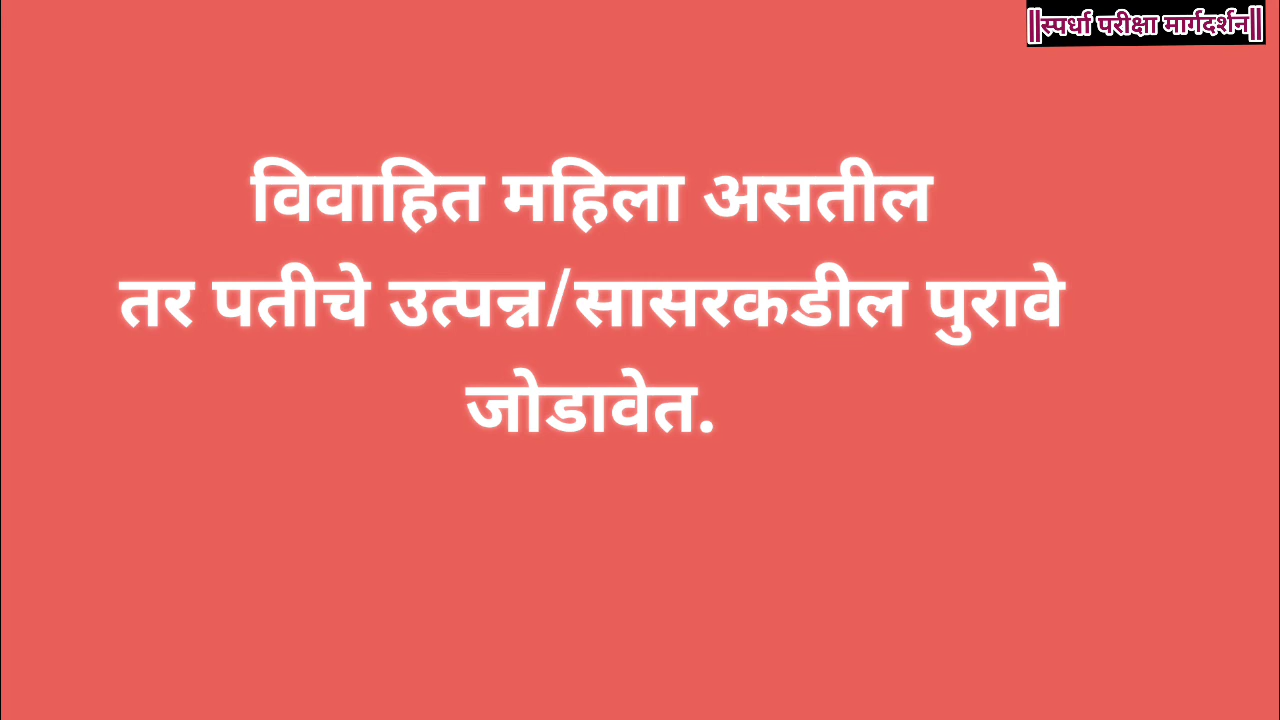 ||स्पर्धा परीक्षा मार्गदर्शन||
विवाहित महिला असतील
तर पतीचे उत्पन्न/सासरकडील पुरावे
जोडावेत.